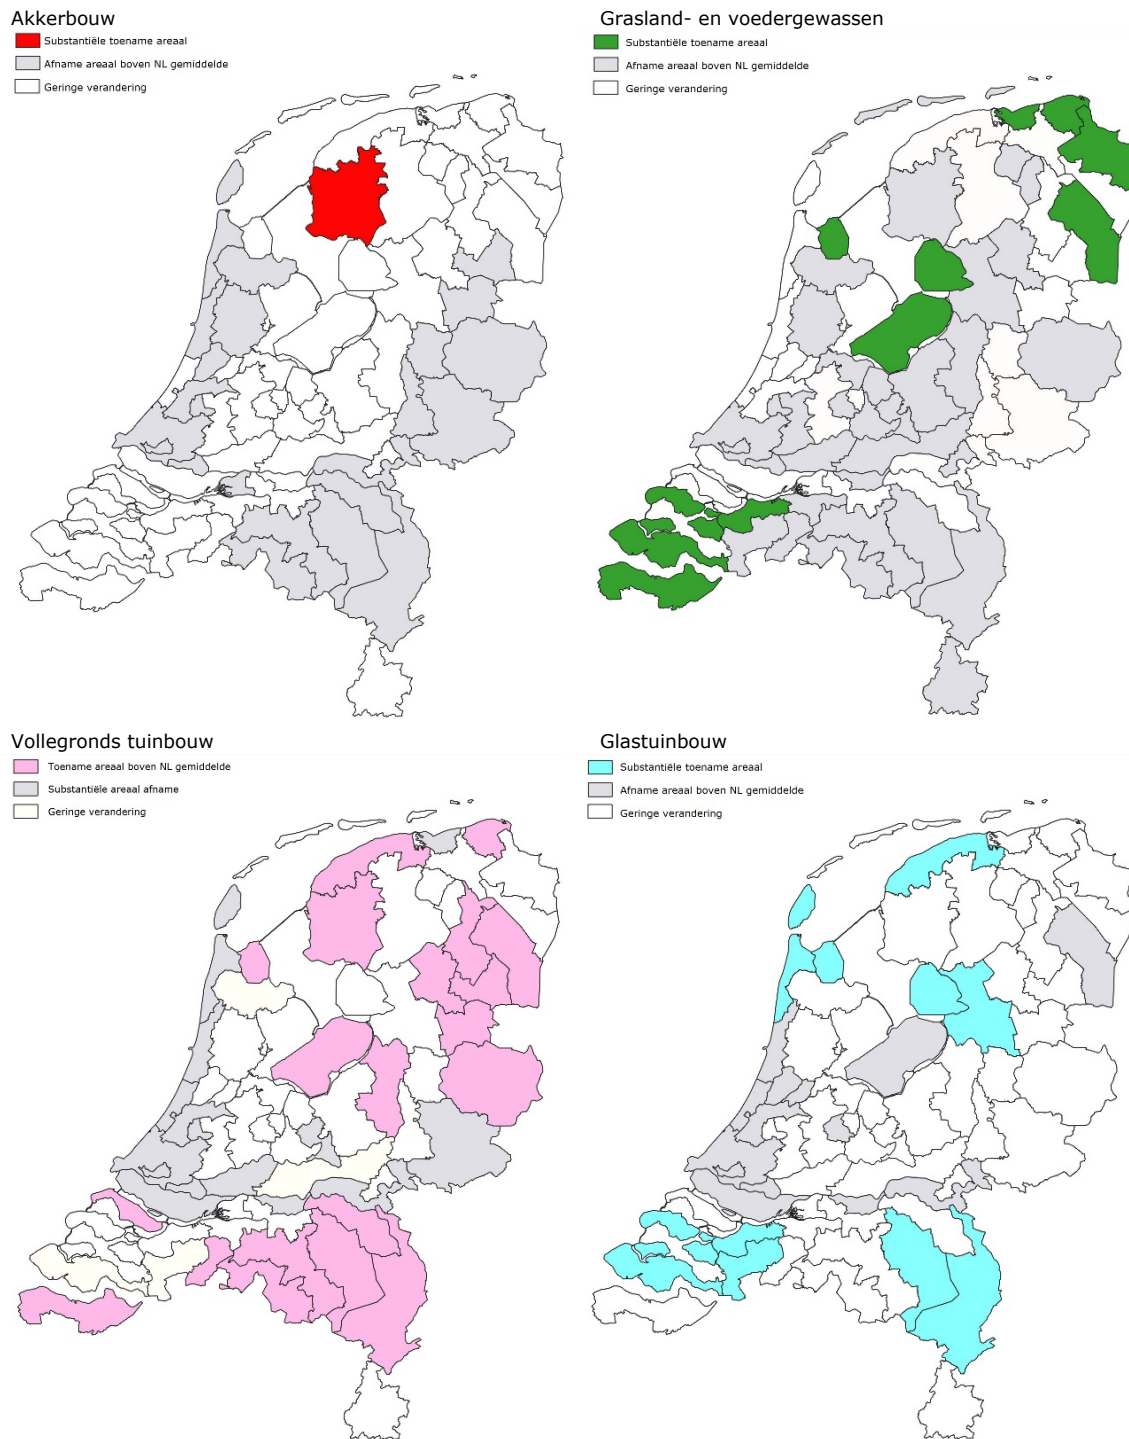 Akkerbouw
Substantiële toename areaal
Afname areaal boven NL gemiddelde
Geringe verandering
Grasland- en voedergewassen
Substantiële toename areaal
Afname areaal boven NL gemiddelde
Geringe verandering
Vollegronds tuinbouw
Toename areaal boven NL gemiddelde
Substantiële areaal afname
Geringe verandering
Glastuinbouw
Substantiële toename areaal
Afname areaal boven NL gemiddelde
Geringe verandering